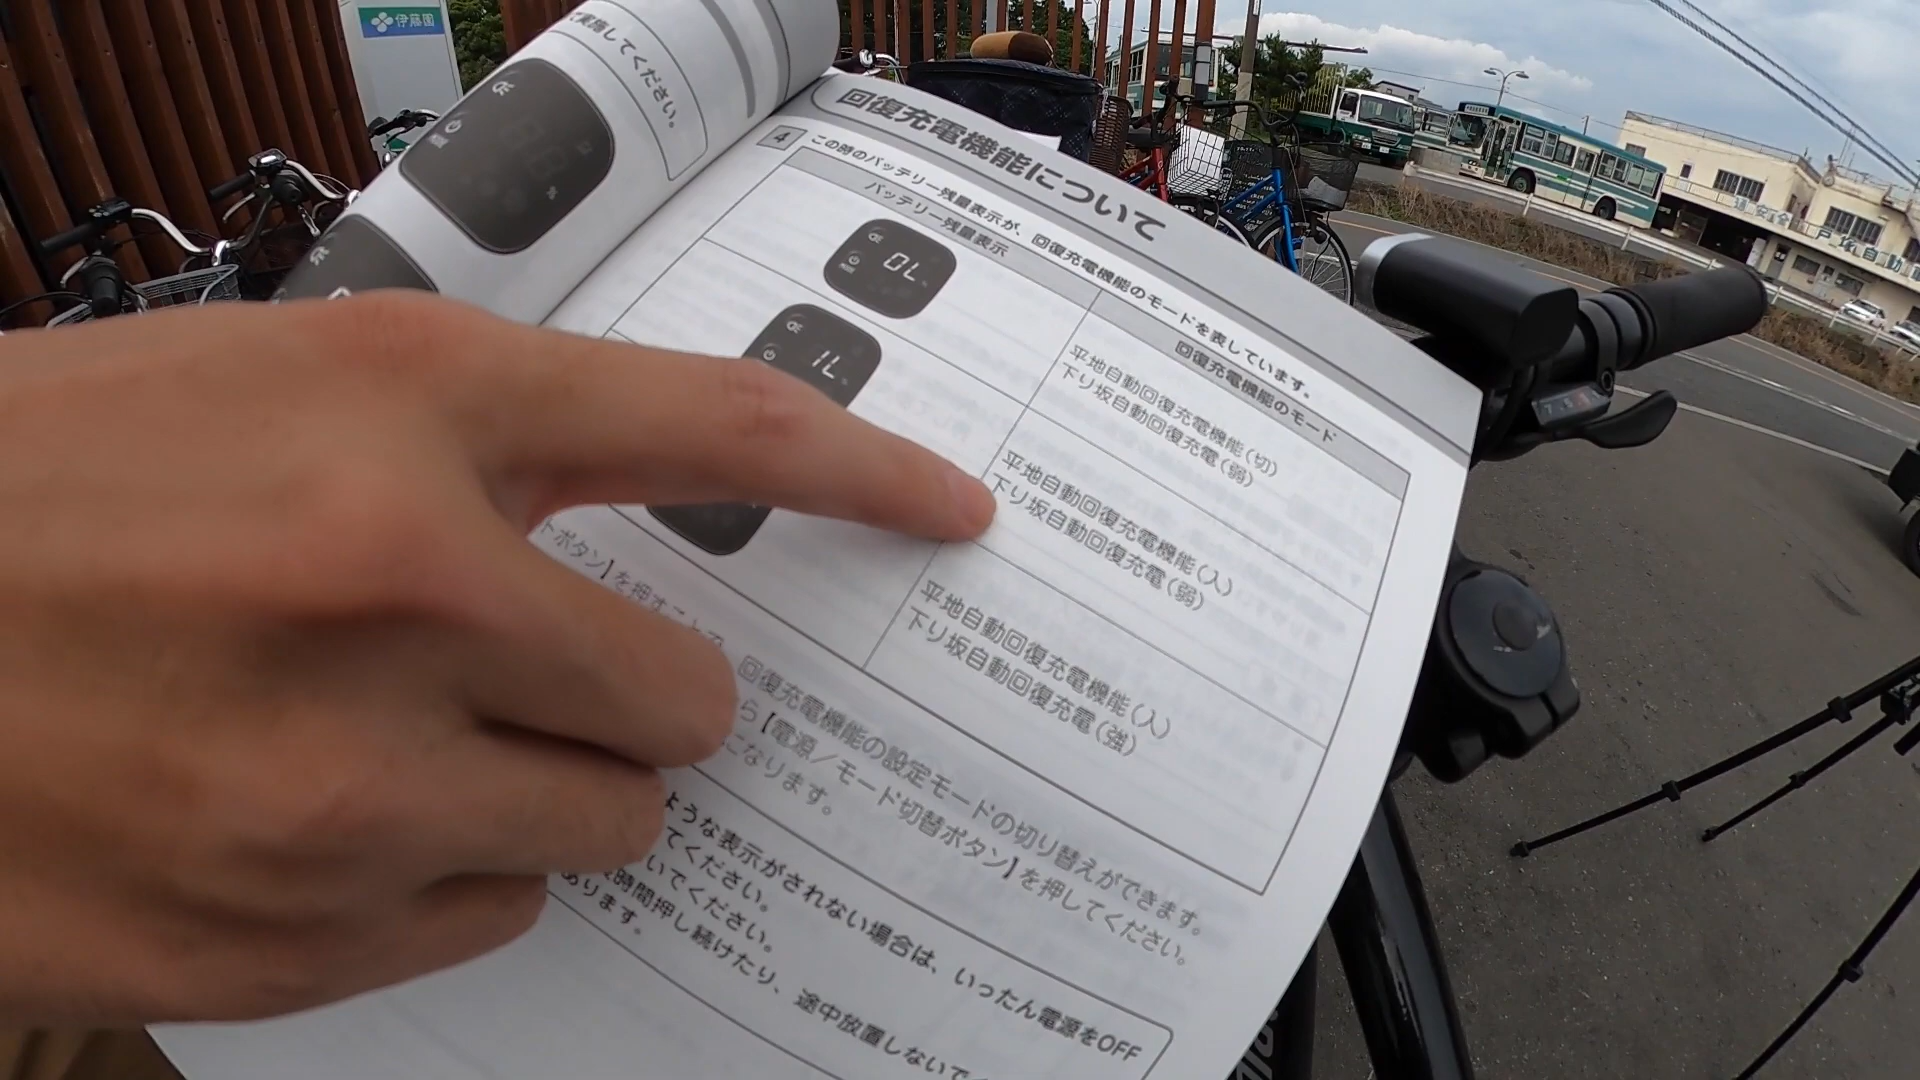 伊藤園
て実施してください。
回復充電機能について
4 この時のバッテリー残量表示が、回復充電機能のモードを表しています。
バッテリー残量表示
回復充電機能のモード
0L
平地自動回復充電機能(切)
下り坂自動回復充電(弱)
1L
平地自動回復充電機能(入)
下り坂自動回復充電(弱)
平地自動回復充電機能(入)
下り坂自動回復充電(強)
トボタン】を押すことで、回復充電機能の設定モードの切り替えができます。
ら【電源／モード切替ボタン】を押してください。
になります。
ような表示がされない場合は、いったん電源をOFF
てください。
いでください。
時間押し続けたり、途中放置しないで
あります。